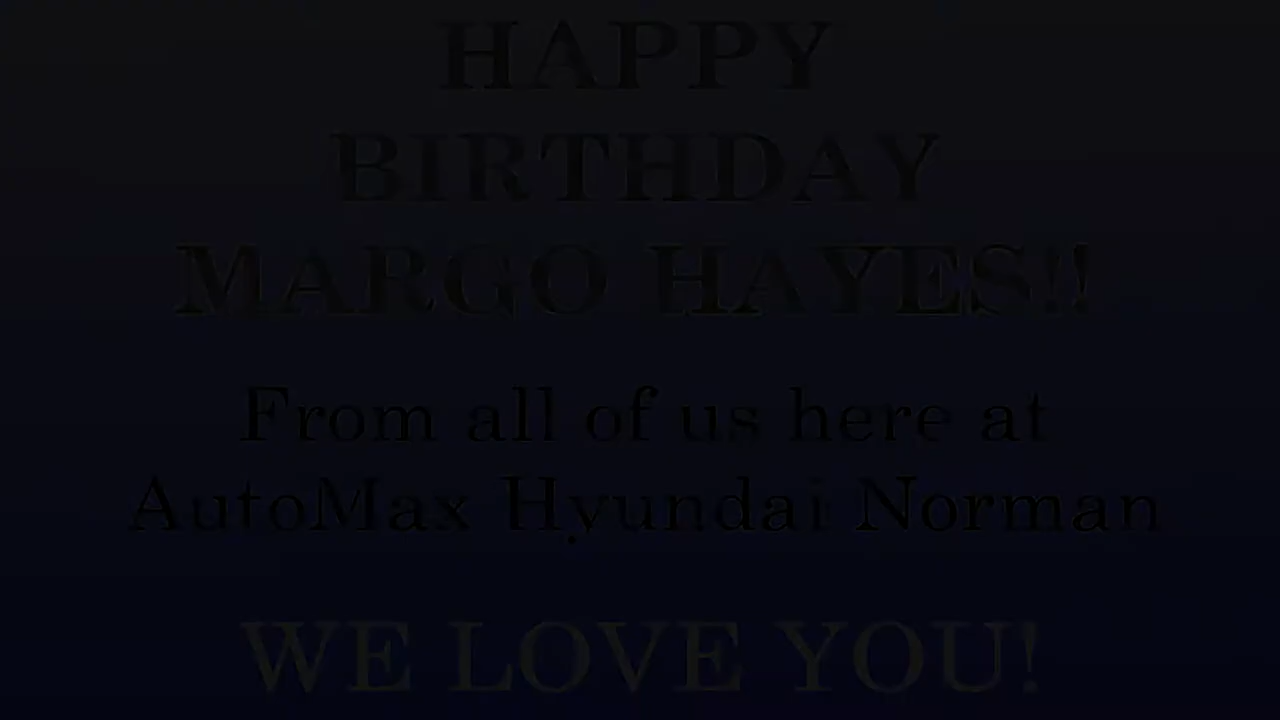 HAPPY
BIRTHDAY
MARGO HAYES!!
From all of us here at
AutoMax Hyundai Norman
WE LOVE YOU!